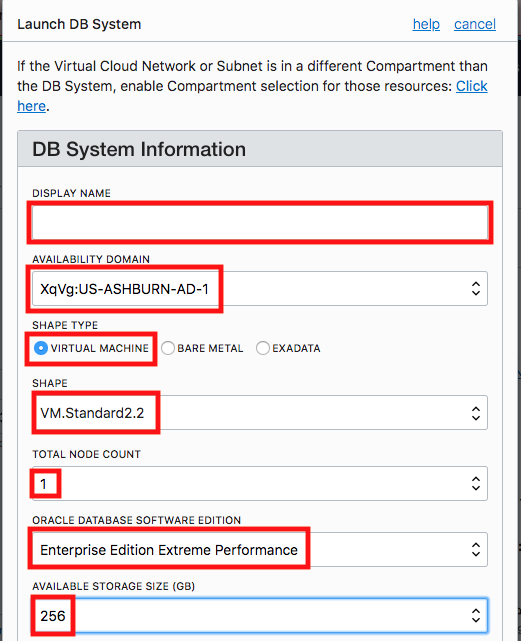 Launch DB System help cancel
If the Virtual Cloud Network or Subnet is in a different Compartment than
the DB System, enable Compartment selection for those resources: Click
here.
DB System Information
DISPLAY NAME
AVAILABILITY DOMAIN
XqVg:US-ASHBURN-AD-1
SHAPE TYPE
VIRTUAL MACHINE BARE METAL EXADATA
SHAPE
VM.Standard2.2
TOTAL NODE COUNT
1
ORACLE DATABASE SOFTWARE EDITION
Enterprise Edition Extreme Performance
AVAILABLE STORAGE SIZE (GB)
256